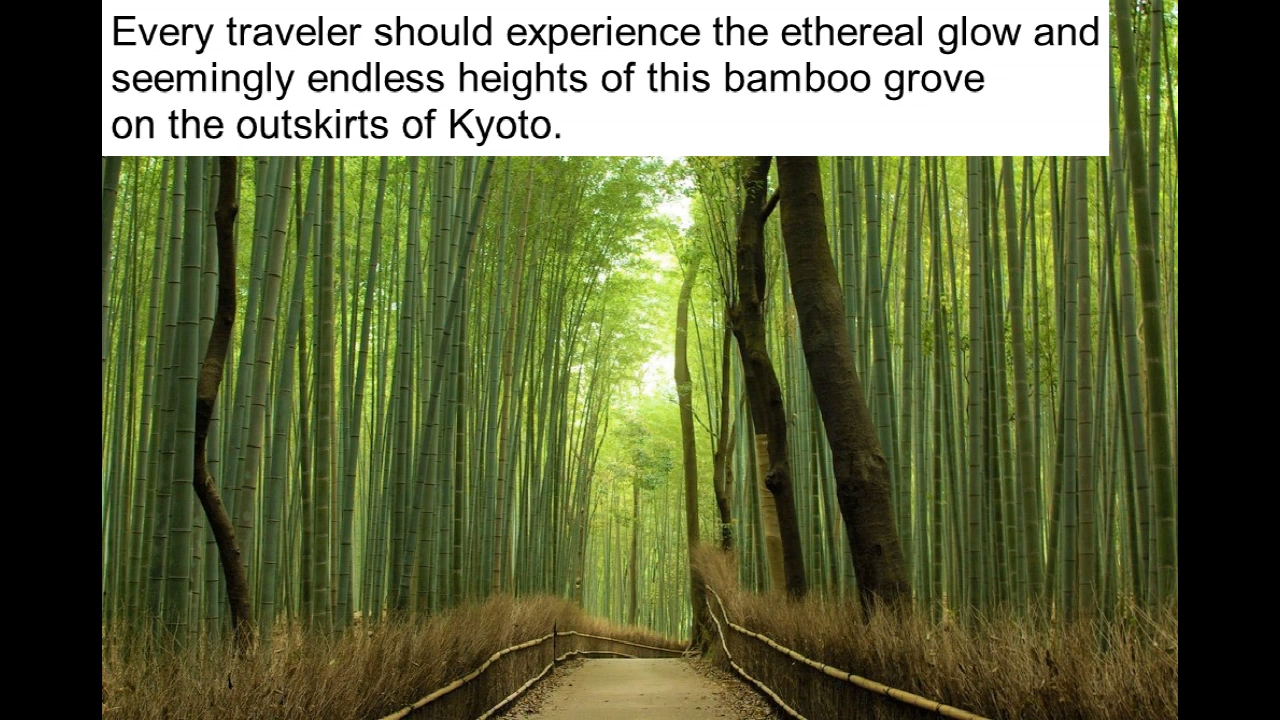 Every traveler should experience the ethereal glow and
seemingly endless heights of this bamboo grove
on the outskirts of Kyoto.